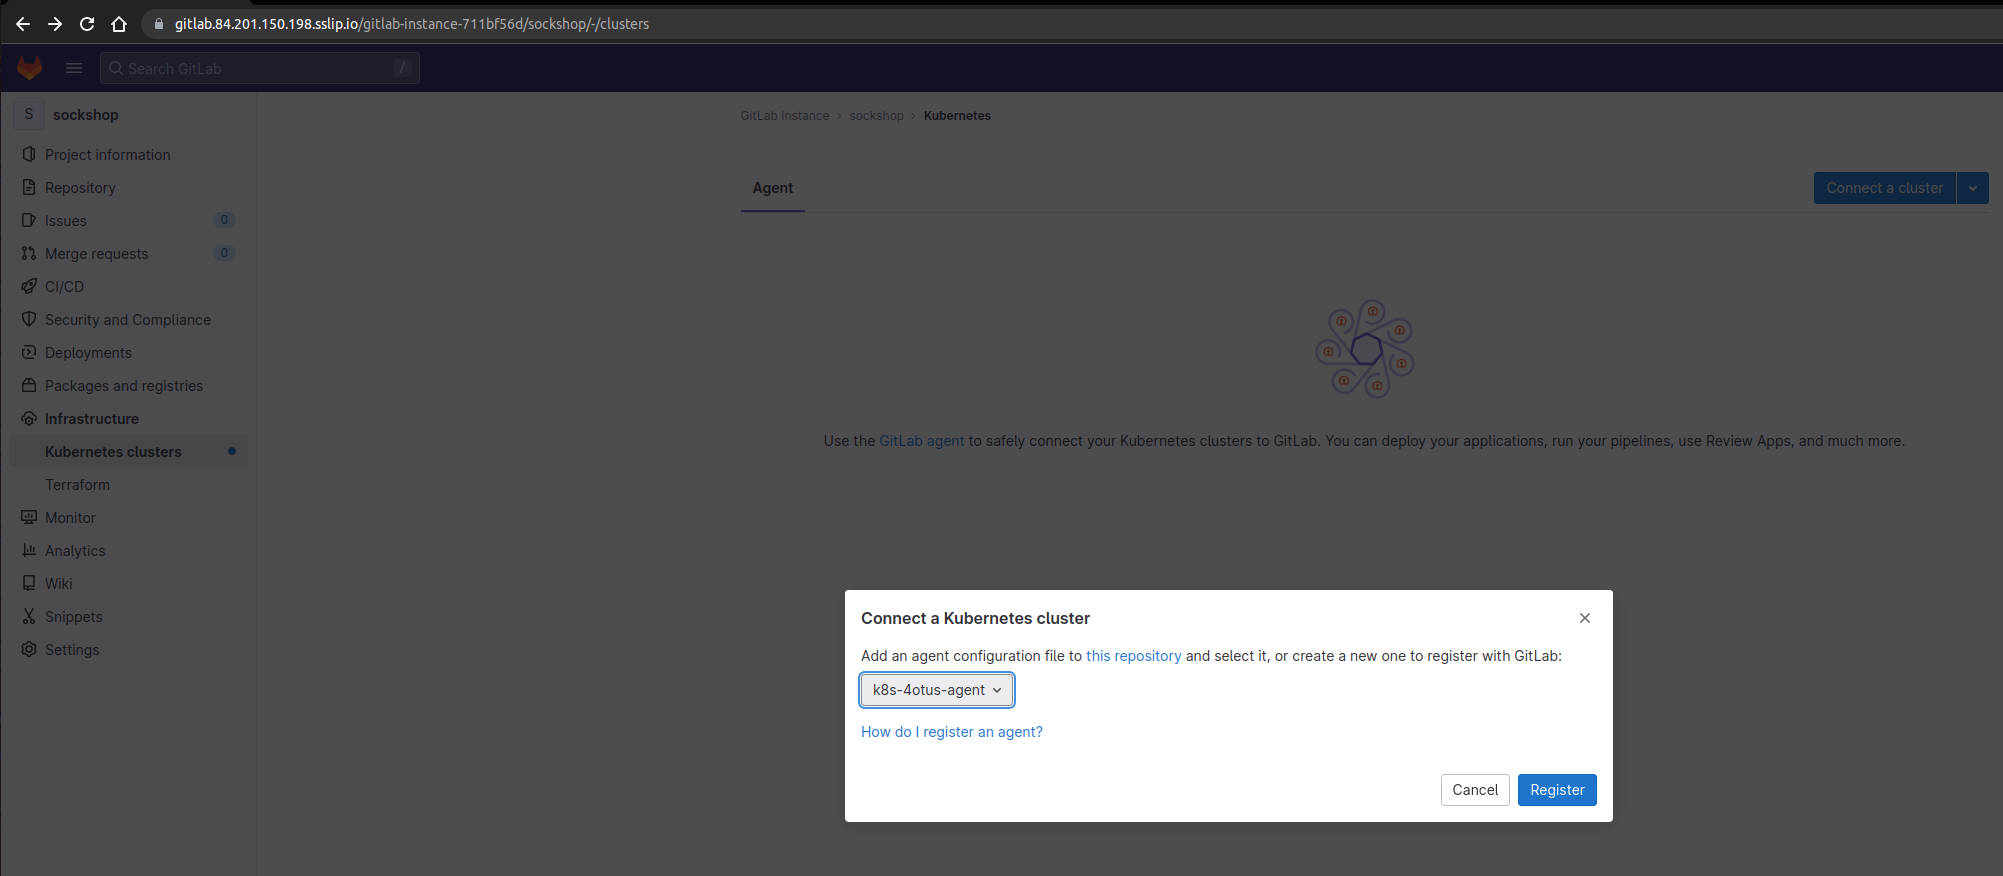 gitlab.84.201.150.198.sslip.io/gitlab-instance-711bf56d/sockshop/-/clusters
Search GitLab /
S sockshop
GitLab Instance › sockshop › Kubernetes
Project information
Repository
Issues 0
Merge requests 0
CI/CD
Security and Compliance
Deployments
Packages and registries
Infrastructure
Kubernetes clusters
Terraform
Monitor
Analytics
Wiki
Snippets
Settings
Agent
Connect a cluster
Use the GitLab agent to safely connect your Kubernetes clusters to GitLab. You can deploy your applications, run your pipelines, use Review Apps, and much more.
Connect a Kubernetes cluster
Add an agent configuration file to this repository and select it, or create a new one to register with GitLab:
k8s-4otus-agent
How do I register an agent?
Cancel Register